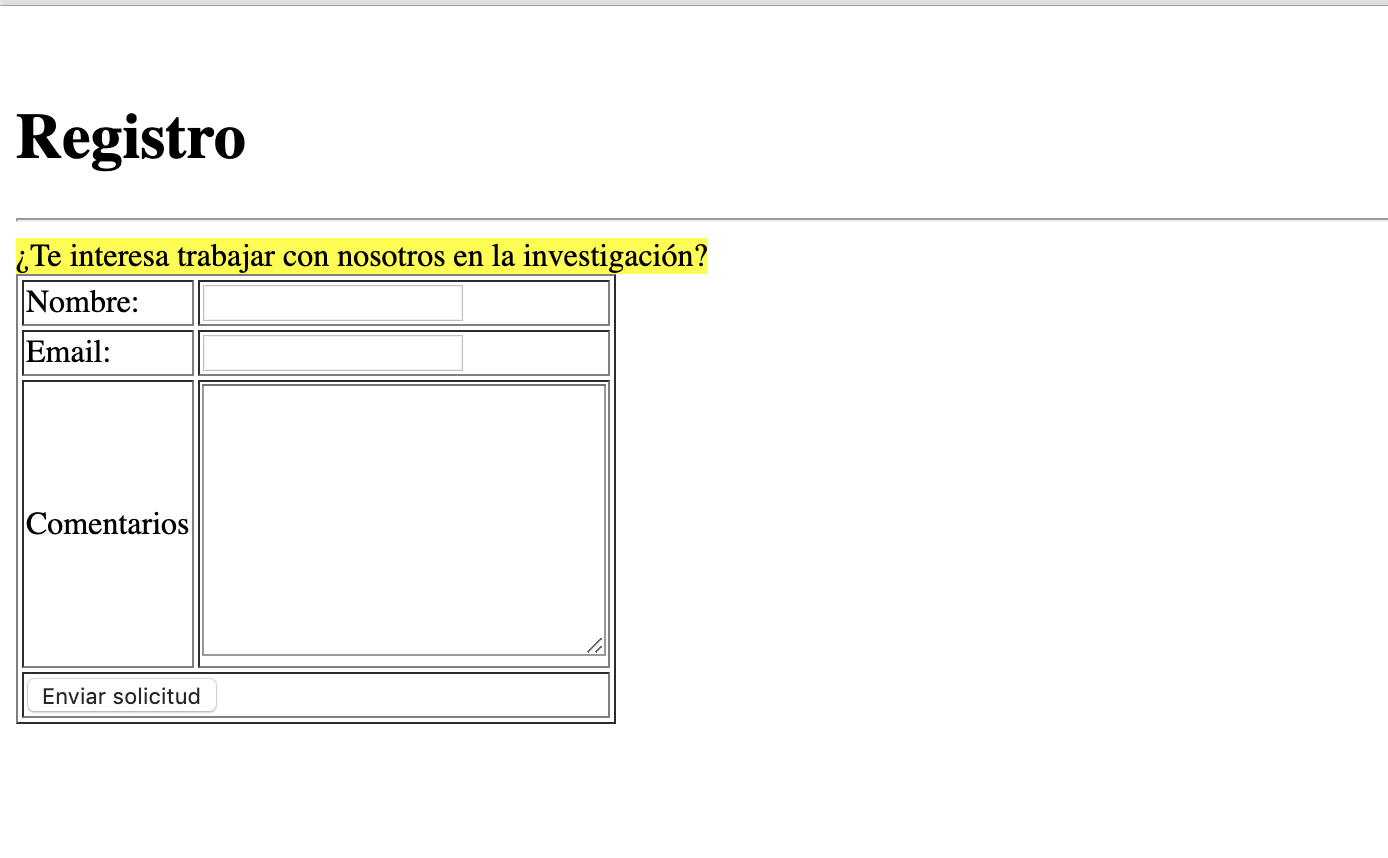 Registro
¿Te interesa trabajar con nosotros en la investigación?
Nombre:
Email:
Comentarios
Enviar solicitud